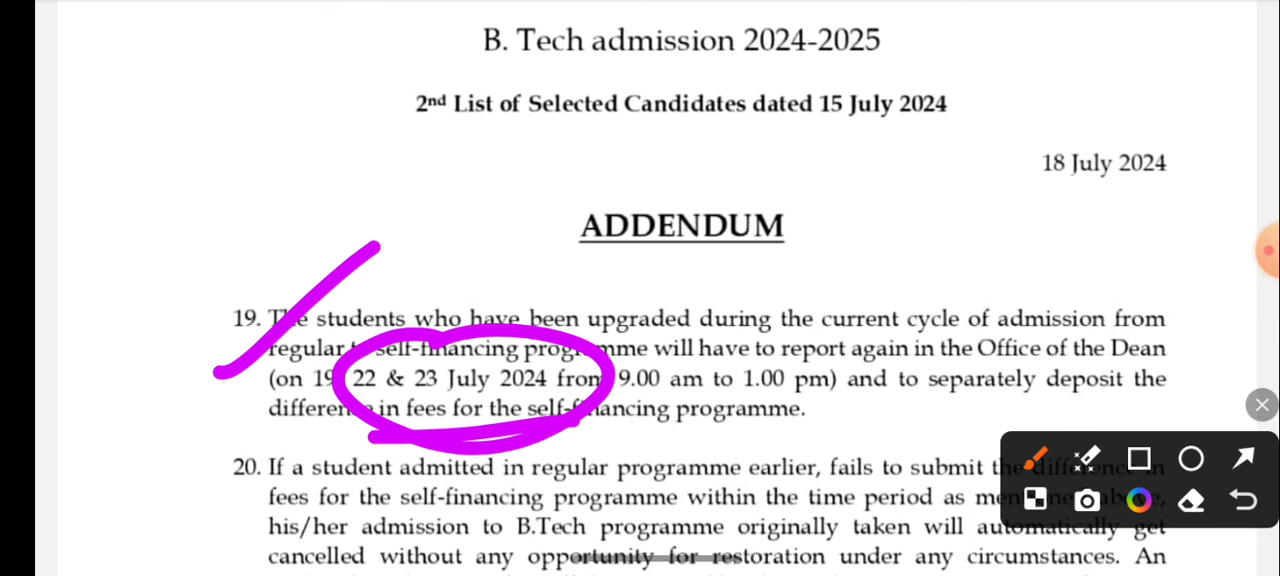 B. Tech admission 2024-2025
2nd List of Selected Candidates dated 15 July 2024
18 July 2024
ADDENDUM
19. The students who have been upgraded during the current cycle of admission from
regular to self-financing programme will have to report again in the Office of the Dean
(on 19, 22 & 23 July 2024 from 9.00 am to 1.00 pm) and to separately deposit the
difference in fees for the self-financing programme.
20. If a student admitted in regular programme earlier, fails to submit the difference in
fees for the self-financing programme within the time period as mentioned above,
his/her admission to B.Tech programme originally taken will automatically get
cancelled without any opportunity for restoration under any circumstances. An